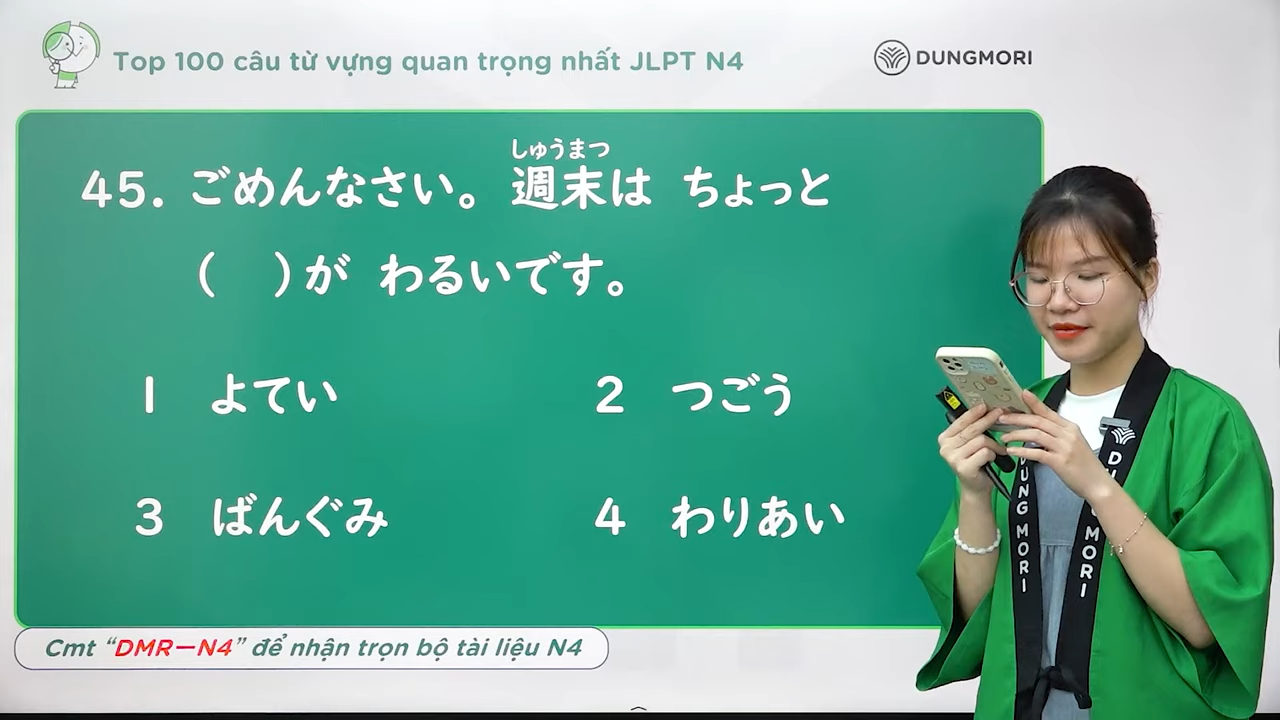 Top 100 câu từ vựng quan trọng nhất JLPT N4
DUNGMORI
しゅうまつ
45. ごめんなさい。週末は ちょっと
( )が わるいです。
1 よてい
2 つごう
3 ばんぐみ
4 わりあい
Cmt “DMR–N4” để nhận trọn bộ tài liệu N4
DUNG MORI
MORI